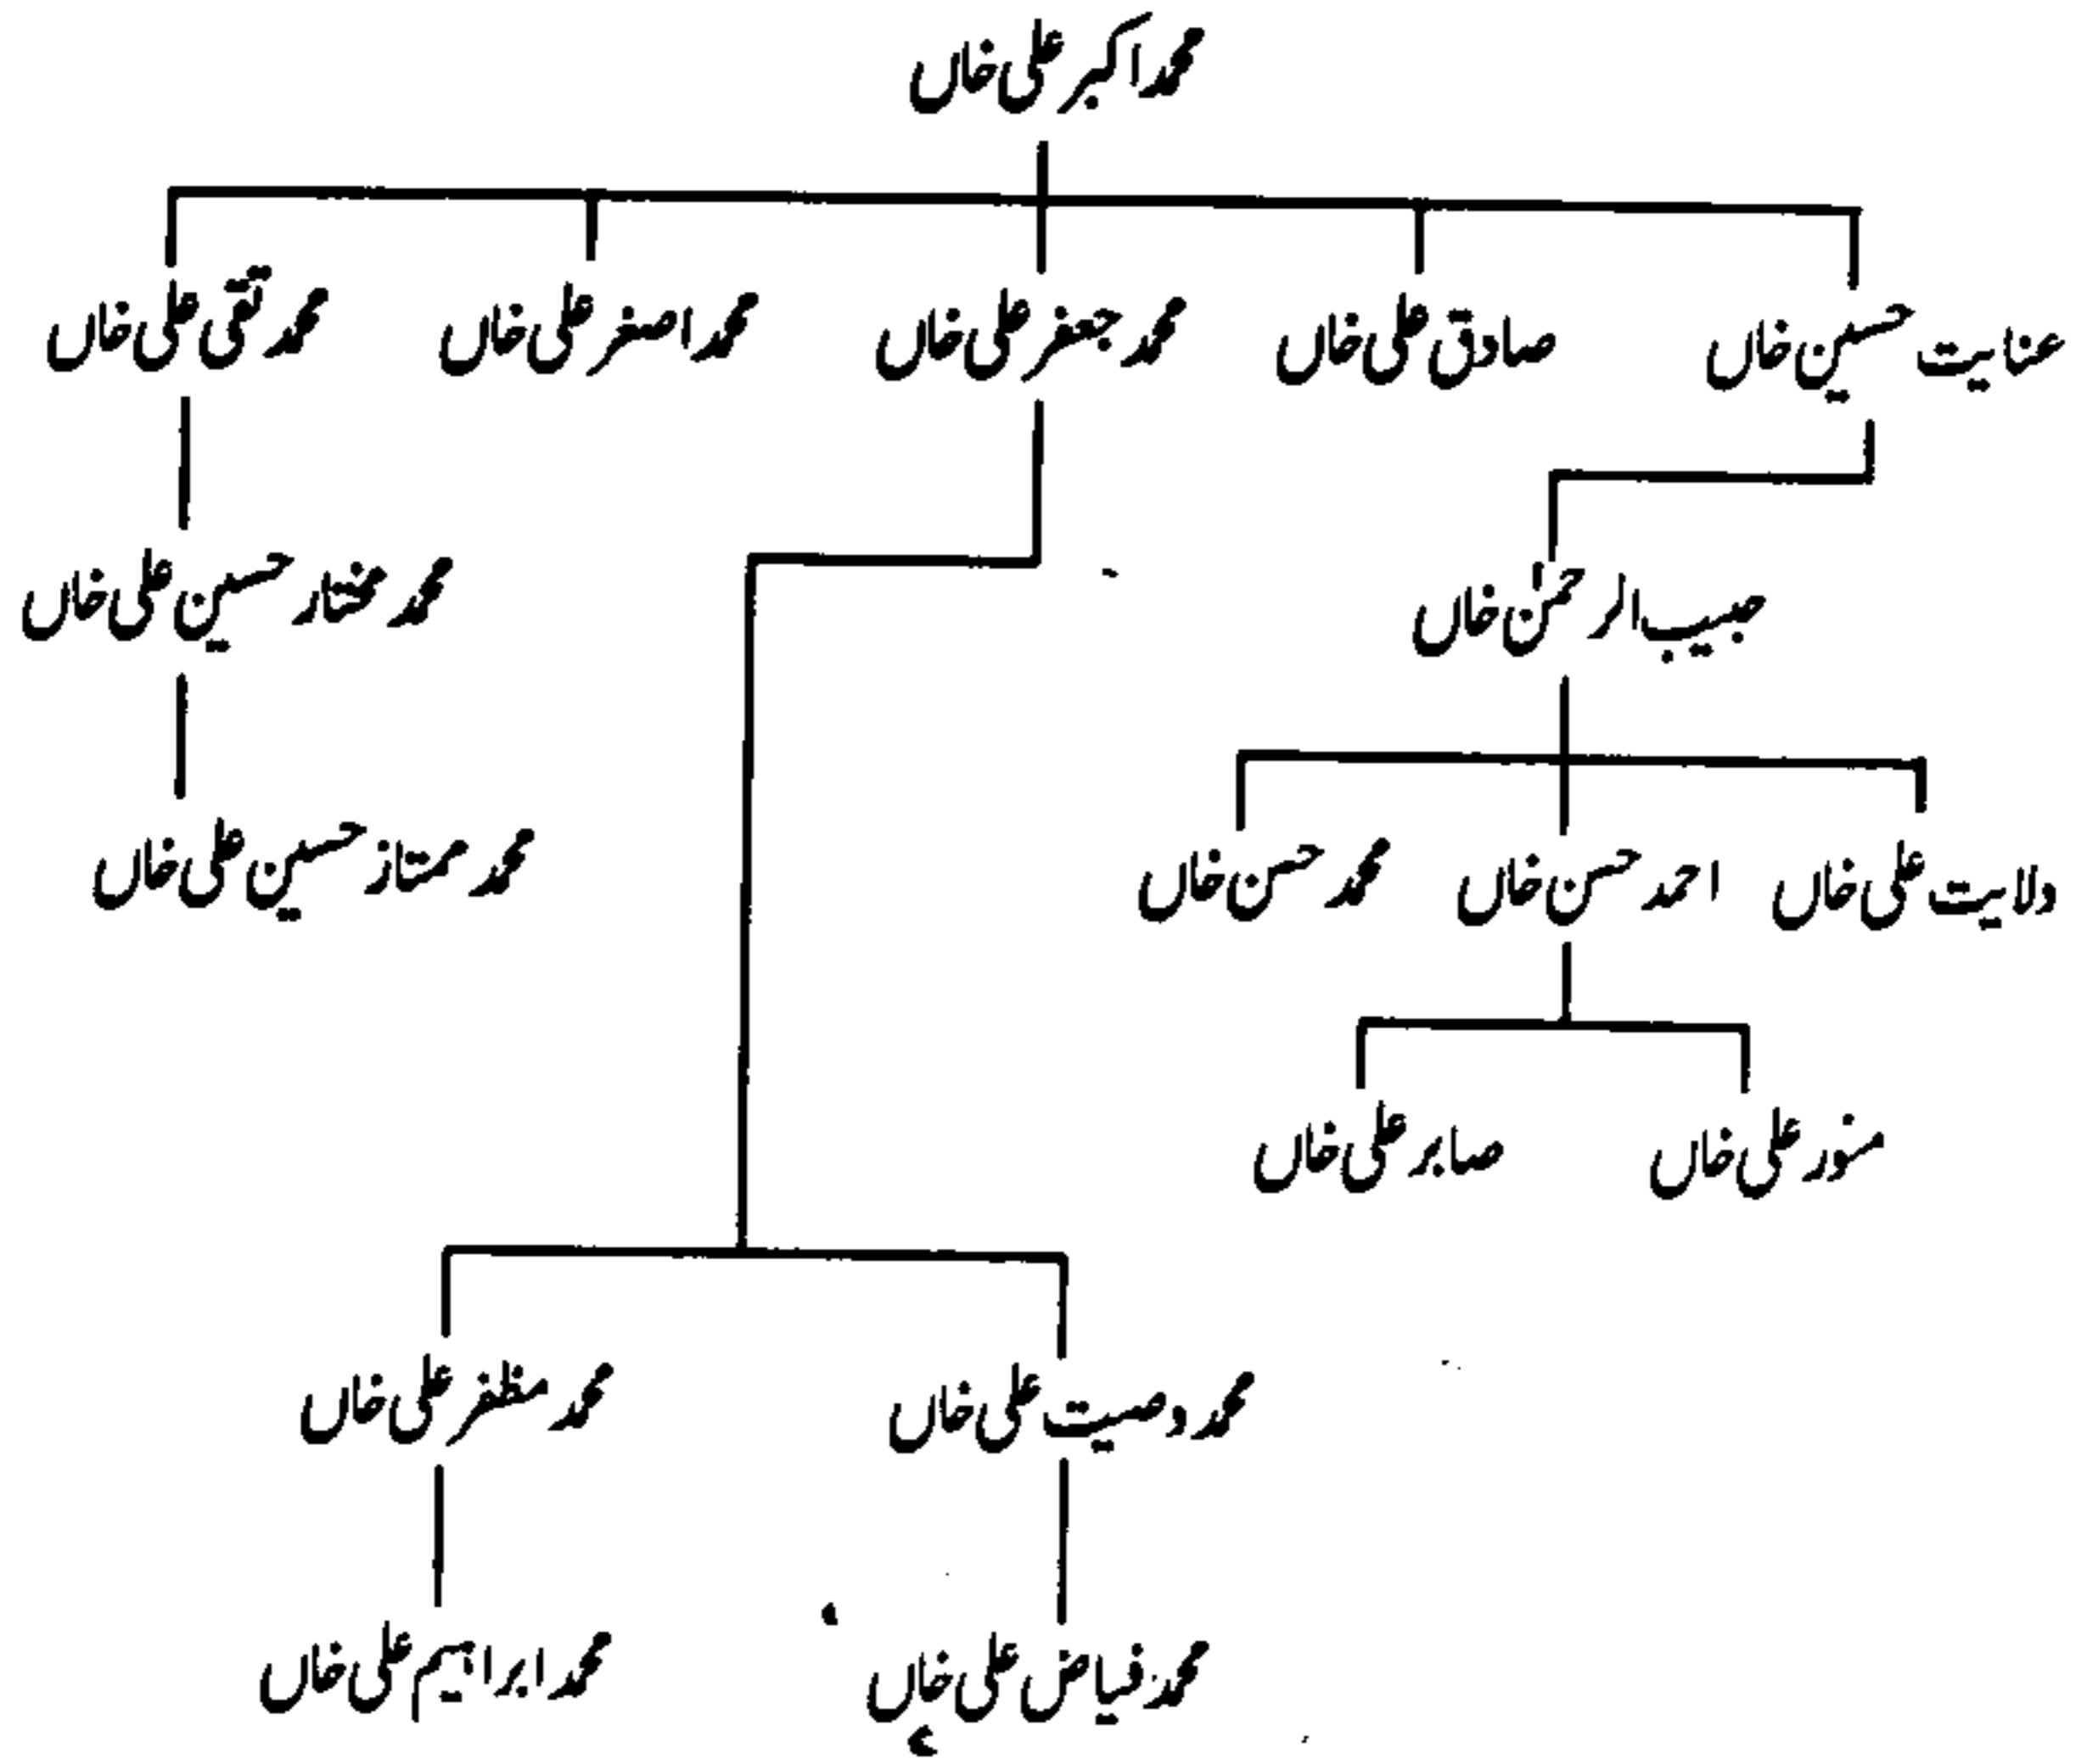 محمد اکبر علی خاں
عنایت حسین خاں صادق علی خاں محمد جعفر علی خاں محمد اصغر علی خاں محمد تقی علی خاں
حبیب الرحمٰن خاں محمد مختار حسین علی خاں
ولایت علی خاں احمد حسن خاں محمد حسن خاں محمد ممتاز حسین علی خاں
منور علی خاں صابر علی خاں
محمد وصیت علی خاں محمد مظفر علی خاں
محمد فیاض علی خاں محمد ابراہیم علی خاں